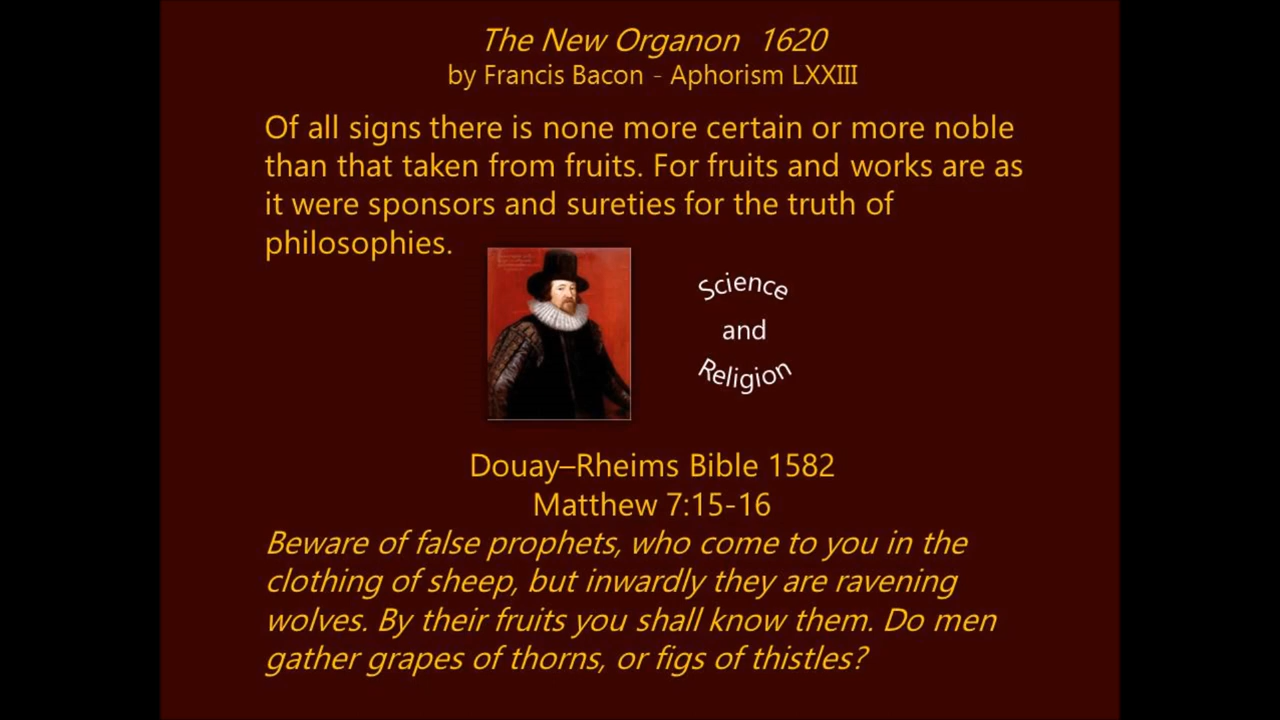 The New Organon 1620
by Francis Bacon - Aphorism LXXIII
Of all signs there is none more certain or more noble
than that taken from fruits. For fruits and works are as
it were sponsors and sureties for the truth of
philosophies.
Science
and
Religion
Douay–Rheims Bible 1582
Matthew 7:15-16
Beware of false prophets, who come to you in the
clothing of sheep, but inwardly they are ravening
wolves. By their fruits you shall know them. Do men
gather grapes of thorns, or figs of thistles?